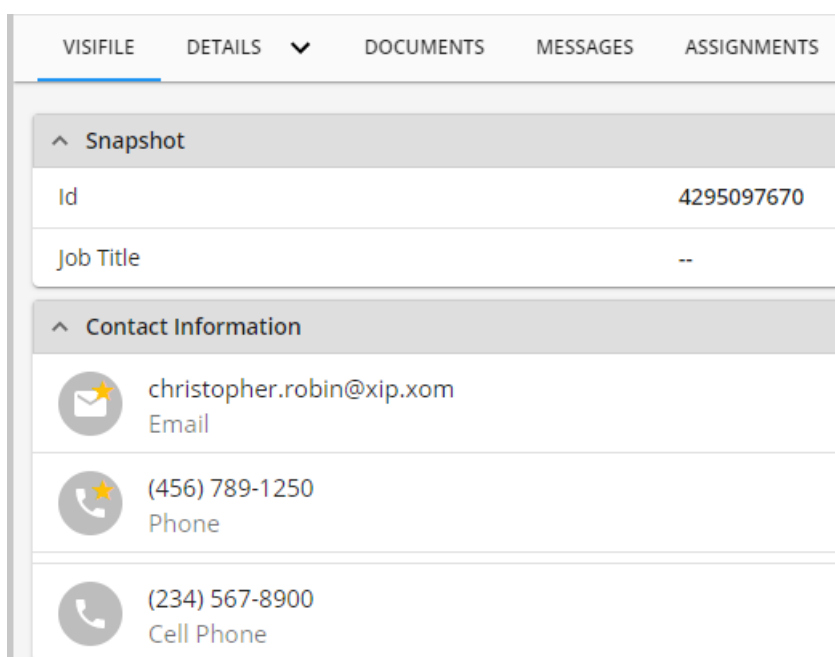 VISIFILE DETAILS DOCUMENTS MESSAGES ASSIGNMENTS
Snapshot
Id 4295097670
Job Title --
Contact Information
christopher.robin@xip.xom
Email
(456) 789-1250
Phone
(234) 567-8900
Cell Phone